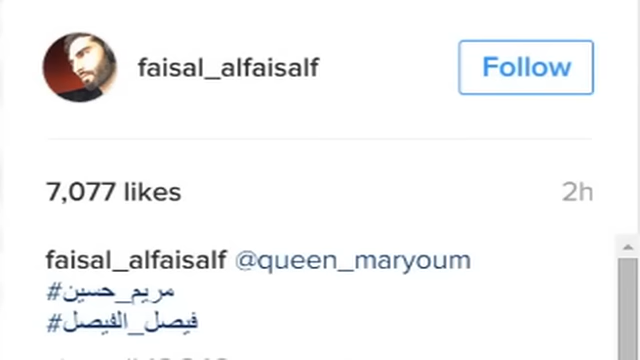 faisal_alfaisalf
Follow
7,077 likes
2h
faisal_alfaisalf @queen_maryoum
#مريم_حسين
#فيصل_الفيصل